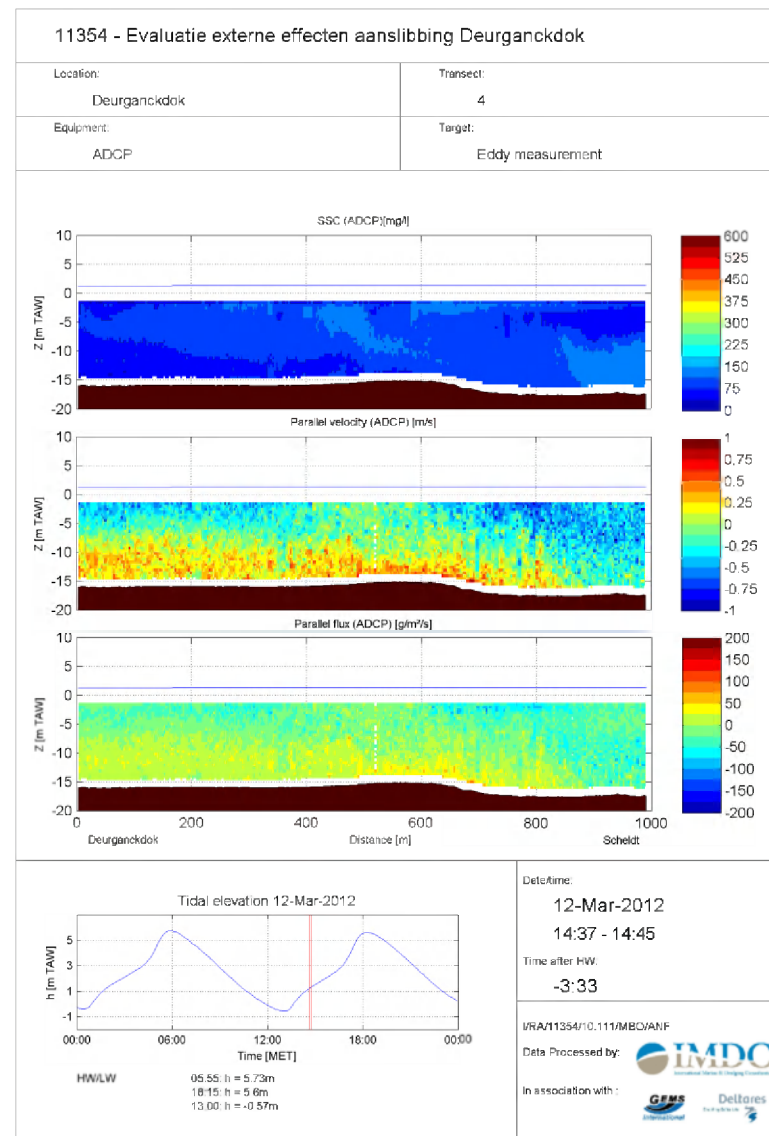 11354 - Evaluatie externe effecten aanslibbing Deurganckdok
Location:
Deurganckdok
Transect:
4
Equipment:
ADCP
Target:
Eddy measurement
SSC (ADCP)[mg/l]
10
5
0
-5
-10
-15
-20
Z [m TAW]
600
525
450
375
300
225
150
75
0
Parallel velocity (ADCP) [m/s]
10
5
0
-5
-10
-15
-20
Z [m TAW]
1
0.75
0.5
0.25
0
-0.25
-0.5
-0.75
-1
Parallel flux (ADCP) [g/m²/s]
10
5
0
-5
-10
-15
-20
Z [m TAW]
200
150
100
50
0
-50
-100
-150
-200
0 200 400 600 800 1000
Deurganckdok Distance [m] Scheldt
Tidal elevation 12-Mar-2012
h [m TAW]
5
3
1
-1
00:00 06:00 12:00 18:00 00:00
Time [MET]
HW/LW
05:55: h = 5.73m
18:15: h = 5.6m
13:00: h = -0.57m
Date/time:
12-Mar-2012
14:37 - 14:45
Time after HW:
-3:33
I/RA/11354/10.111/MBO/ANF
Data Processed by:
IMDC
In association with :
GEMS
International
Deltares